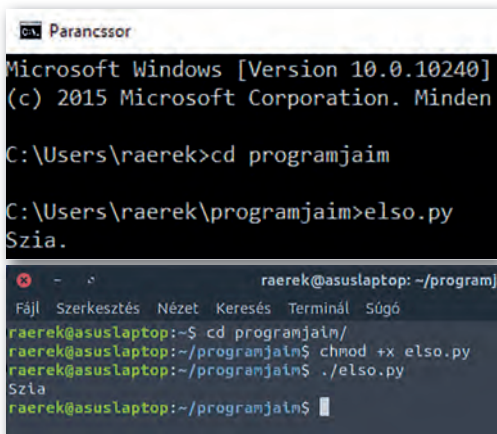 Parancssor
Microsoft Windows [Version 10.0.10240]
(c) 2015 Microsoft Corporation. Minden
C:\Users\raerek>cd programjaim
C:\Users\raerek\programjaim>elso.py
Szia.
raerek@asuslaptop: ~/programj
Fájl Szerkesztés Nézet Keresés Terminál Súgó
raerek@asuslaptop:~$ cd programjaim/
raerek@asuslaptop:~/programjaim$ chmod +x elso.py
raerek@asuslaptop:~/programjaim$ ./elso.py
Szia
raerek@asuslaptop:~/programjaim$